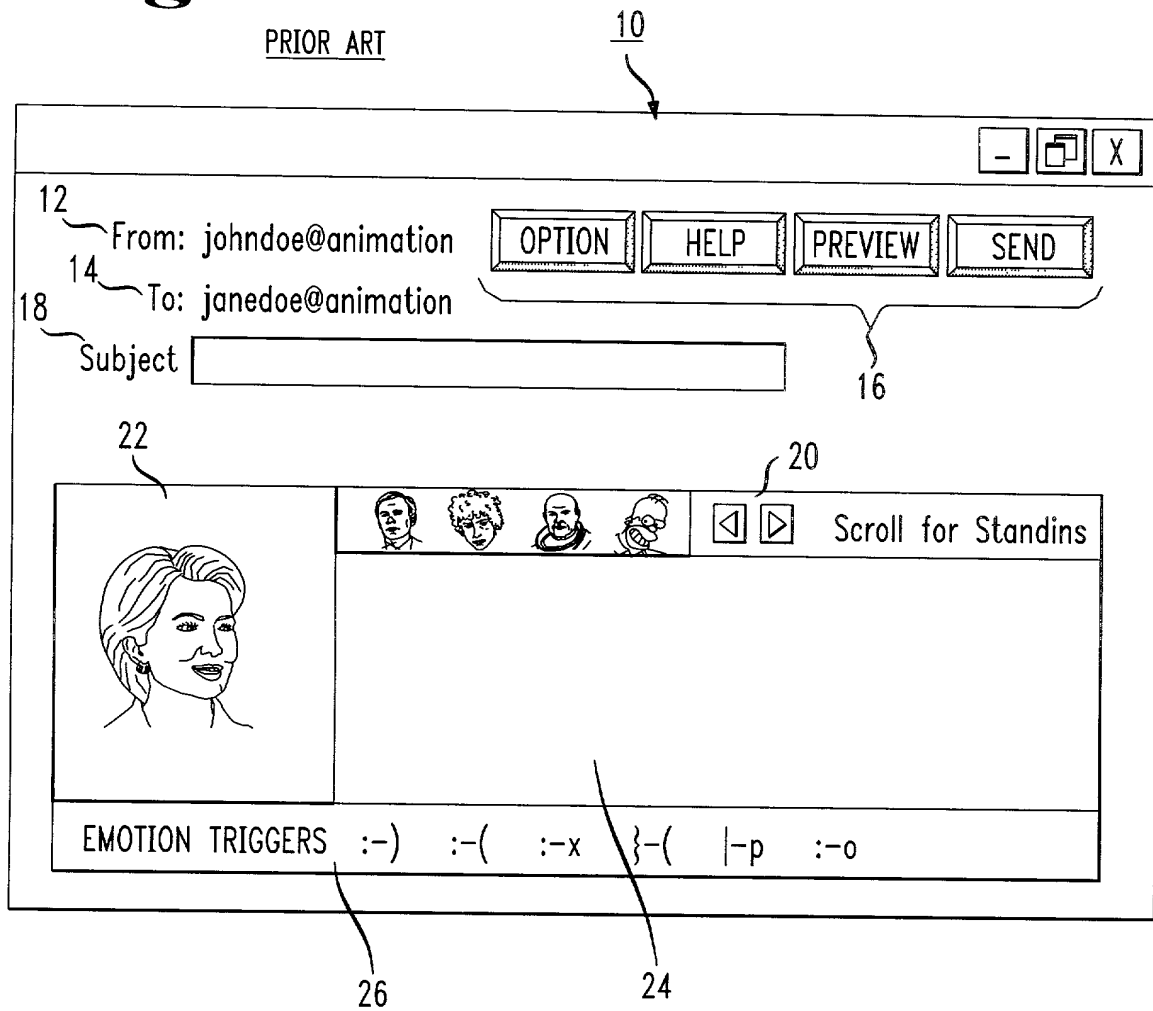 PRIOR ART
10
_ X
12
From: johndoe@animation
OPTION HELP PREVIEW SEND
14
To: janedoe@animation
18
Subject
16
22
20
Scroll for Standins
EMOTION TRIGGERS :-) :-( :-x }-( |-p :-o
26
24